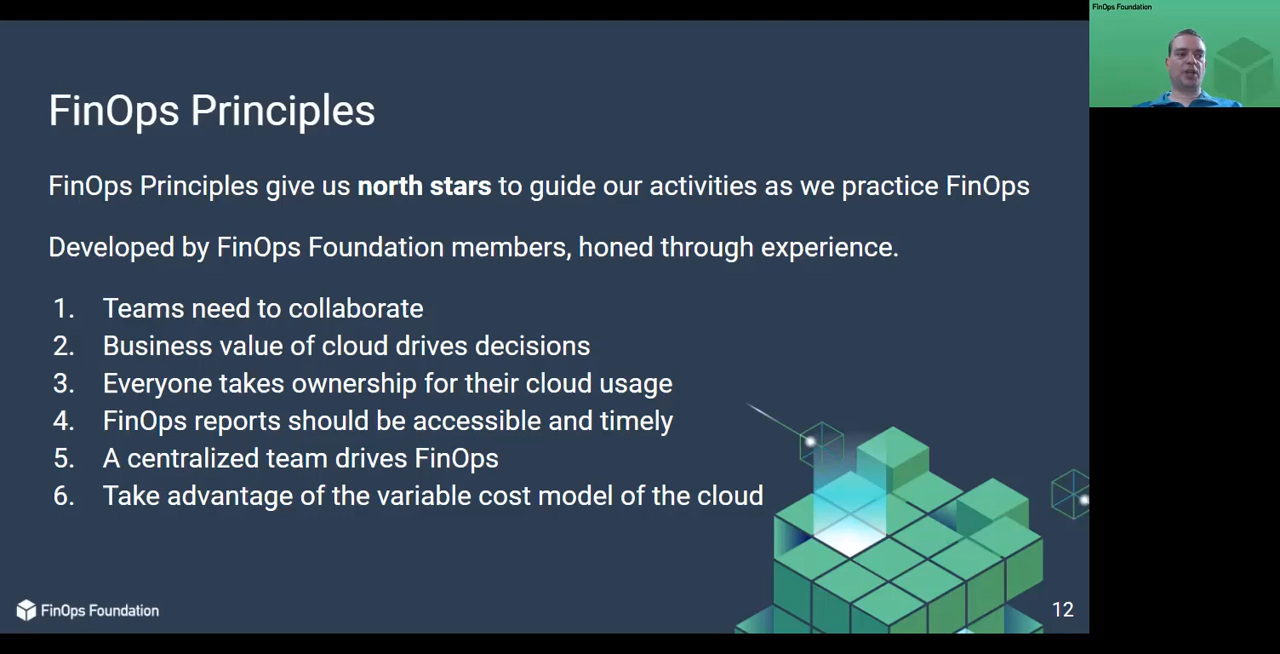 FinOps Foundation
FinOps Principles
FinOps Principles give us north stars to guide our activities as we practice FinOps
Developed by FinOps Foundation members, honed through experience.
1. Teams need to collaborate
2. Business value of cloud drives decisions
3. Everyone takes ownership for their cloud usage
4. FinOps reports should be accessible and timely
5. A centralized team drives FinOps
6. Take advantage of the variable cost model of the cloud
FinOps Foundation
12